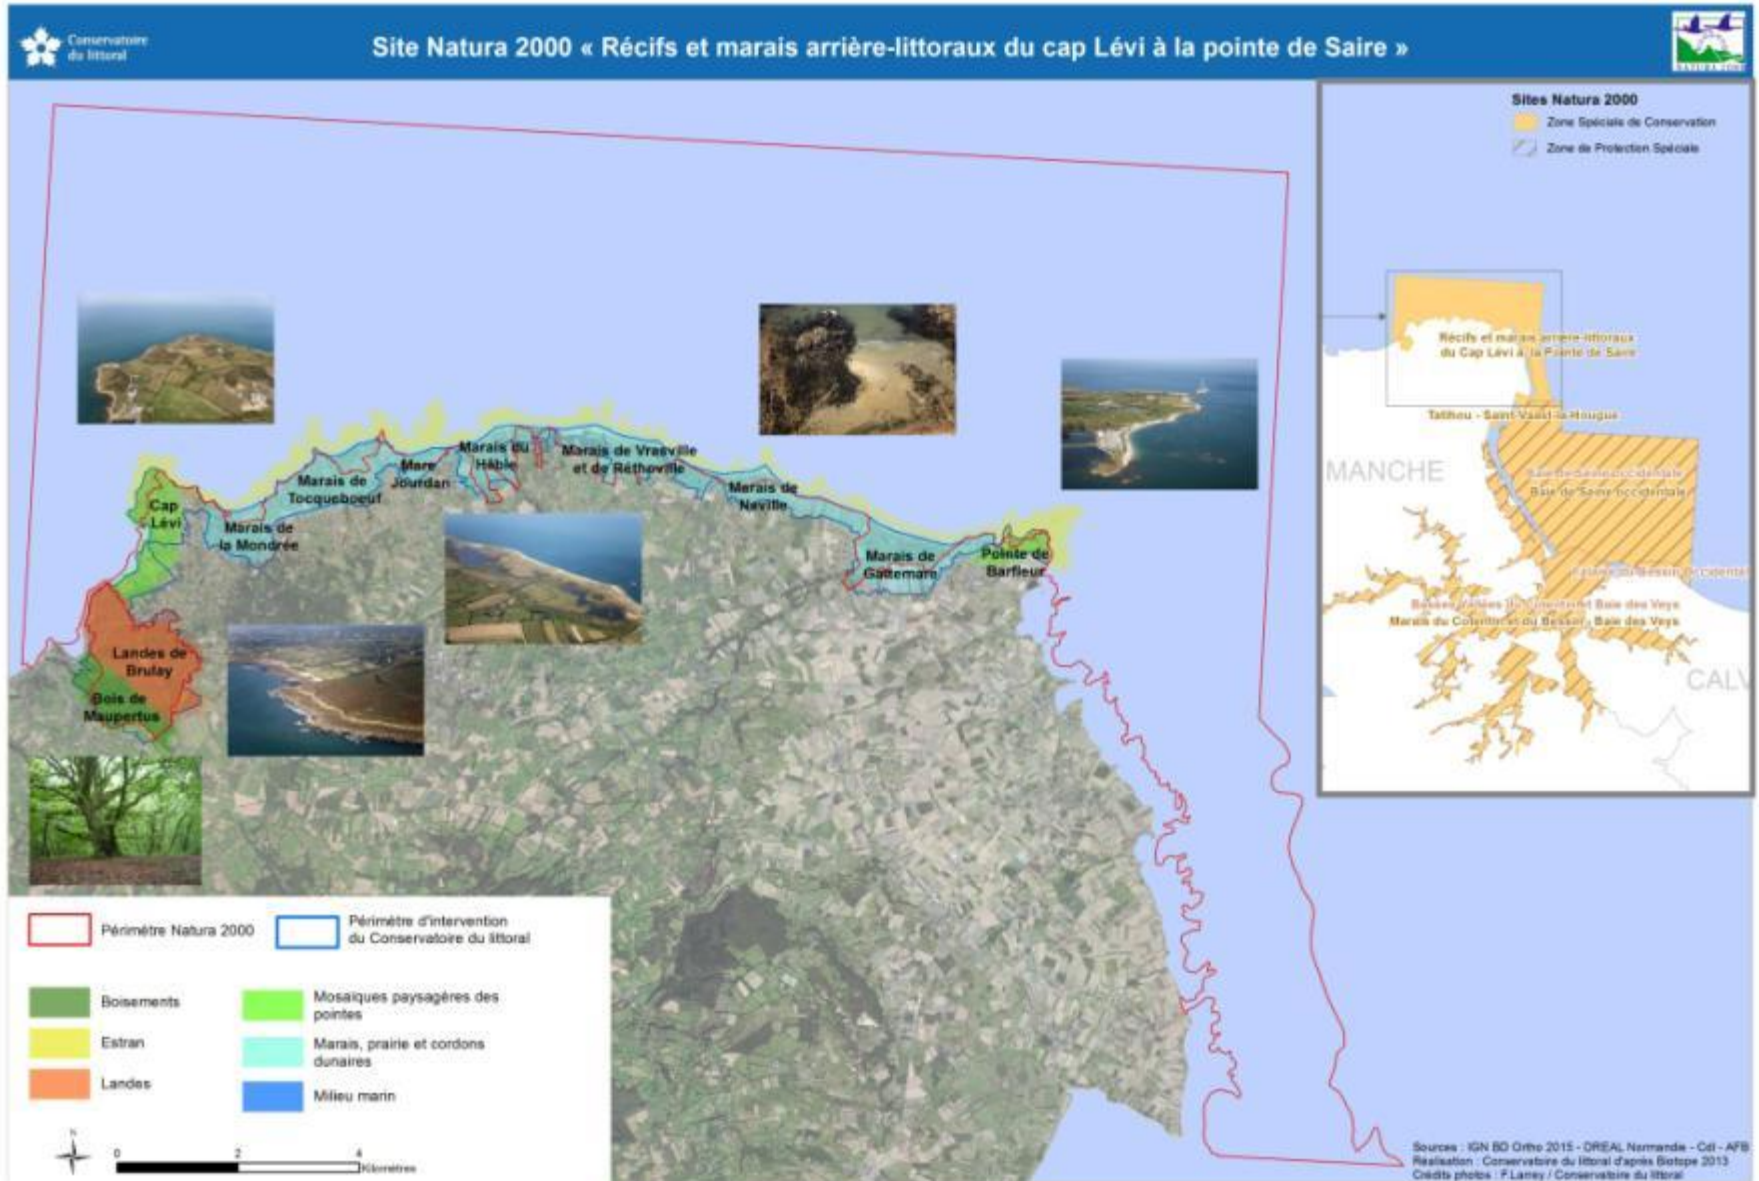 Conservatoire
du littoral
Site Natura 2000 « Récifs et marais arrière-littoraux du cap Lévi à la pointe de Saire »
NATURA 2000
Sites Natura 2000
Zone Spéciale de Conservation
Zone de Protection Spéciale
Récifs et marais arrière-littoraux
du Cap Lévi à la Pointe de Saire
Tatihou - Saint-Vaast-la-Hougue
MANCHE
Baie de Seine occidentale
Baie de Seine occidentale
Basses Vallées du Cotentin et Baie des Veys
Marais du Cotentin et du Bessin - Baie des Veys
CALV
Cap
Lévi
Marais de
la Mondrée
Marais de
Tocqueboeuf
Mare
Jourdan
Marais du
Hâble
Marais de Vrasville
et de Réthoville
Marais de
Néville
Marais de
Gattemare
Pointe de
Barfleur
Landes de
Brulay
Bois de
Maupertus
Périmètre Natura 2000
Périmètre d'intervention
du Conservatoire du littoral
Boisements
Estran
Landes
Mosaïques paysagères des
pointes
Marais, prairie et cordons
dunaires
Milieu marin
N
0 2 4
Kilomètres
Sources : IGN BD Ortho 2015 - DREAL Normandie - Cdl - AFB
Réalisation : Conservatoire du littoral d'après Biotope 2013
Crédits photos : F.Larrey / Conservatoire du littoral